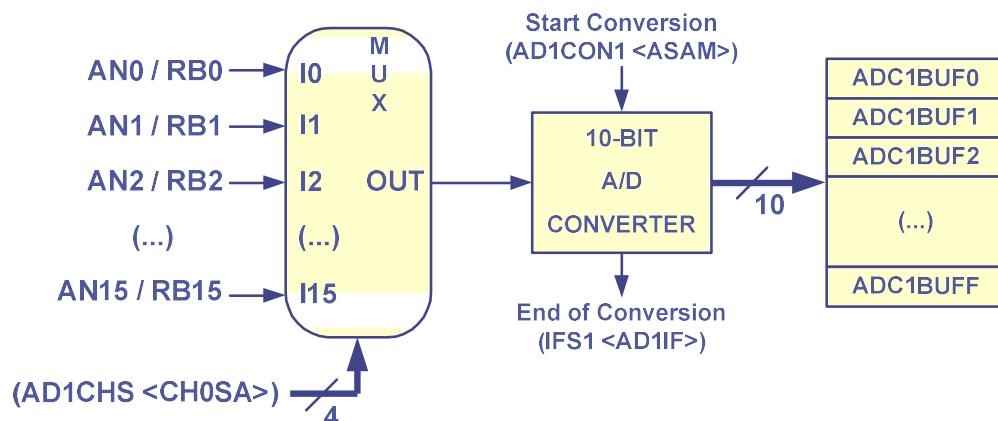 Start Conversion
(AD1CON1 <ASAM>)
M
U
X
AN0 / RB0
I0
AN1 / RB1
I1
AN2 / RB2
I2
OUT
(...)
(...)
AN15 / RB15
I15
(AD1CHS <CH0SA>)
4
10-BIT
A/D
CONVERTER
10
End of Conversion
(IFS1 <AD1IF>)
ADC1BUF0
ADC1BUF1
ADC1BUF2
(...)
ADC1BUFF